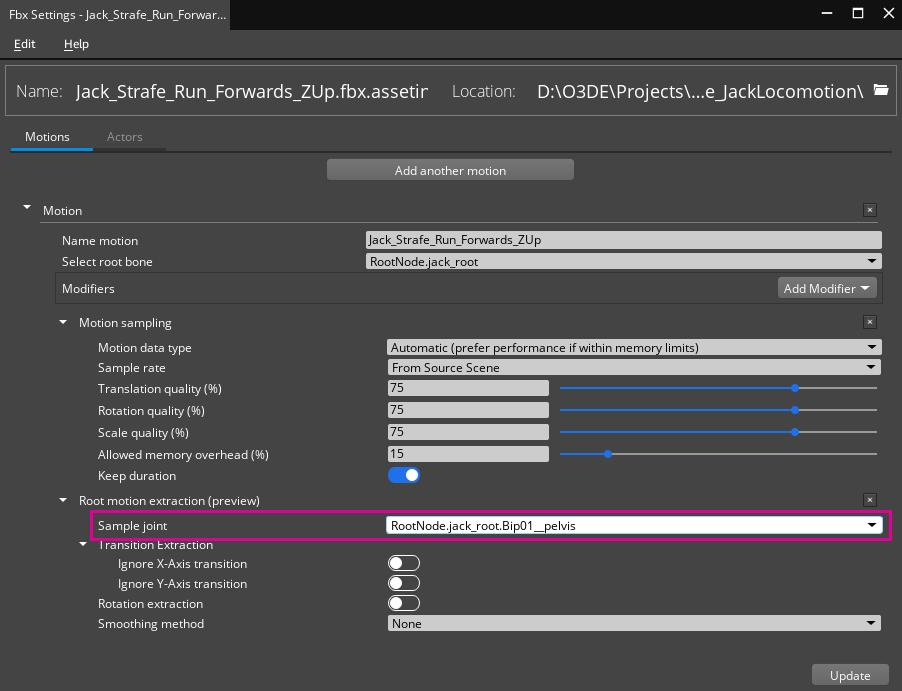 Fbx Settings - Jack_Strafe_Run_Forwar...
Edit Help
Name: Jack_Strafe_Run_Forwards_ZUp.fbx.assetin Location: D:\O3DE\Projects\...e_JackLocomotion\
Motions Actors
Add another motion
Motion
Name motion Jack_Strafe_Run_Forwards_ZUp
Select root bone RootNode.jack_root
Modifiers Add Modifier
Motion sampling
Motion data type Automatic (prefer performance if within memory limits)
Sample rate From Source Scene
Translation quality (%) 75
Rotation quality (%) 75
Scale quality (%) 75
Allowed memory overhead (%) 15
Keep duration
Root motion extraction (preview)
Sample joint RootNode.jack_root.Bip01__pelvis
Transition Extraction
Ignore X-Axis transition
Ignore Y-Axis transition
Rotation extraction
Smoothing method None
Update